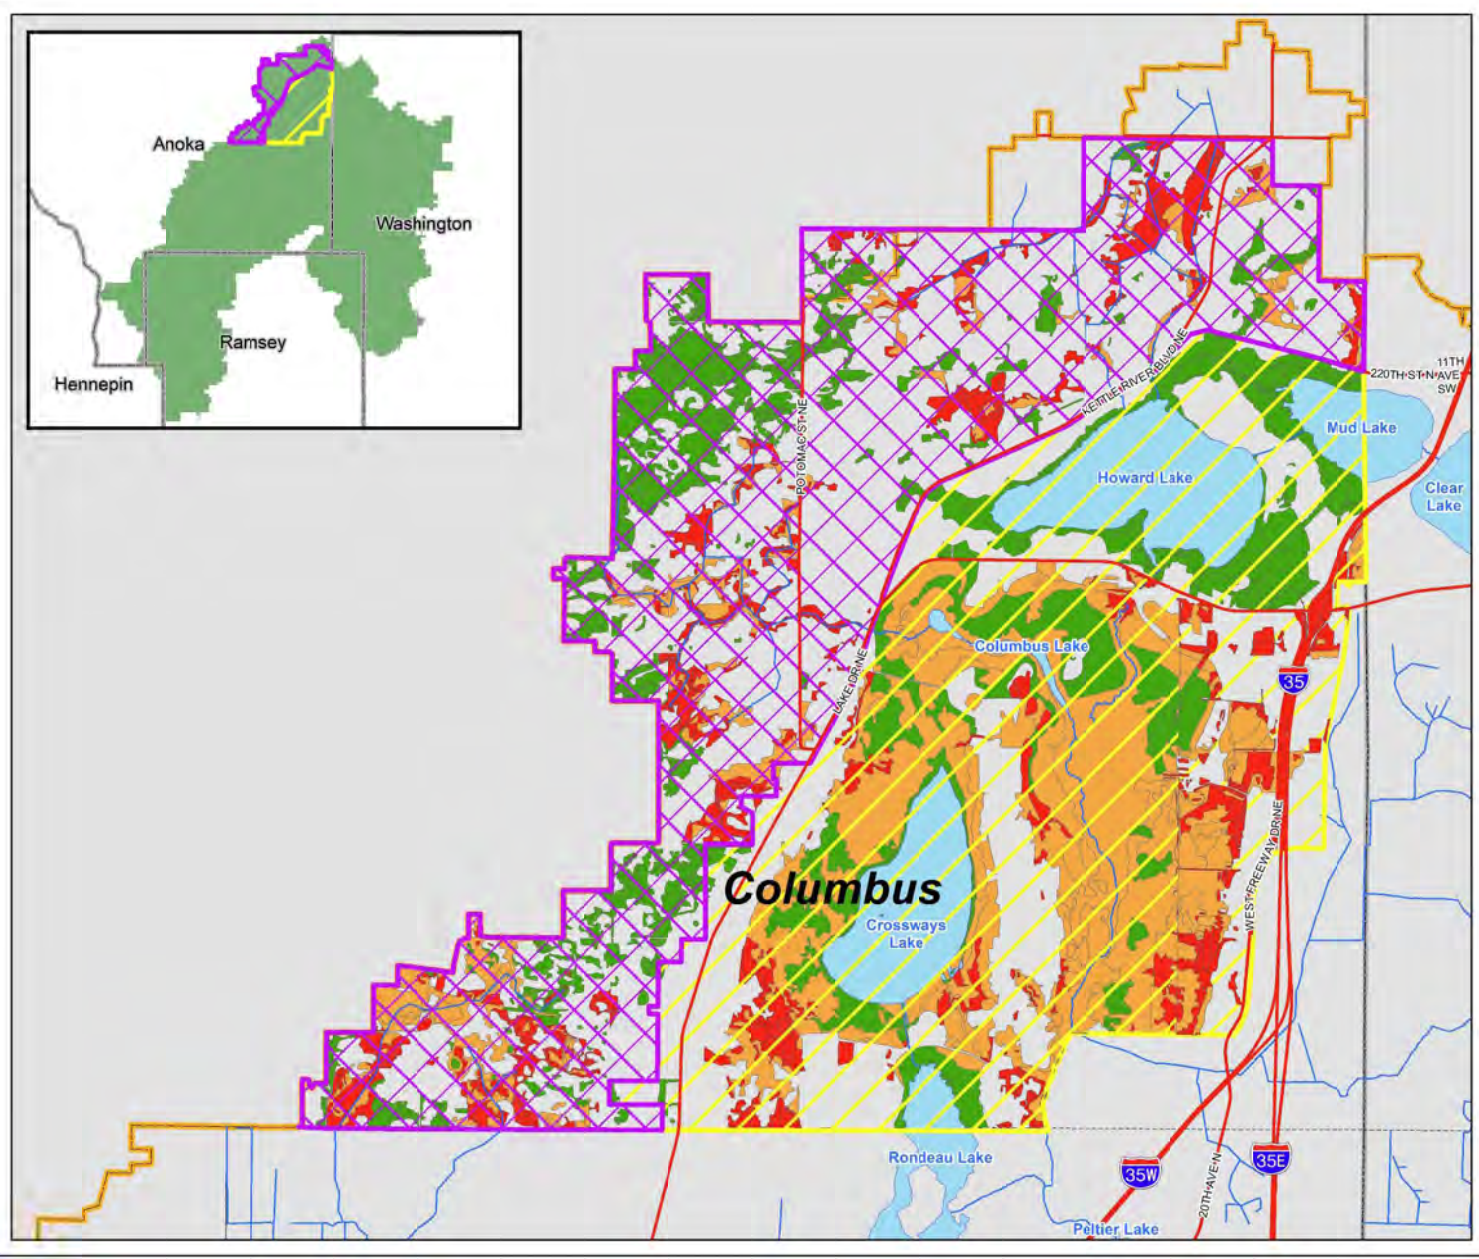 Anoka
Washington
Ramsey
Hennepin
11TH
220TH ST N AVE
SW
KETTLE RIVER BLVD NE
POTOMAC ST NE
Mud Lake
Howard Lake
Clear
Lake
Columbus Lake
LAKE DR NE
35
WEST FREEWAY DR NE
Columbus
Crossways
Lake
Rondeau Lake
35W
35E
20TH AVE N
Peltier Lake